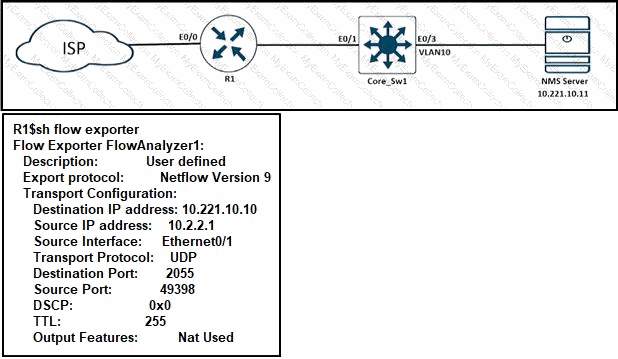 ISP
E0/0
R1
E0/1
Core_Sw1
E0/3
VLAN10
NMS Server
10.221.10.11
R1$sh flow exporter
Flow Exporter FlowAnalyzer1:
Description: User defined
Export protocol: Netflow Version 9
Transport Configuration:
Destination IP address: 10.221.10.10
Source IP address: 10.2.2.1
Source Interface: Ethernet0/1
Transport Protocol: UDP
Destination Port: 2055
Source Port: 49398
DSCP: 0x0
TTL: 255
Output Features: Nat Used